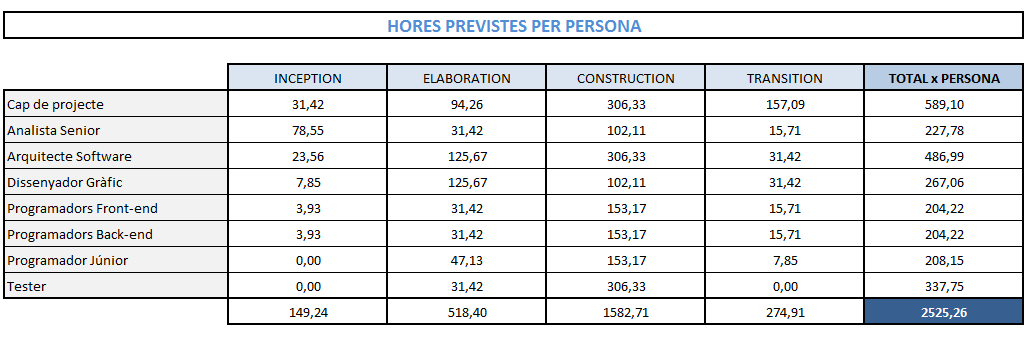 HORES PREVISTES PER PERSONA
INCEPTION ELABORATION CONSTRUCTION TRANSITION TOTAL x PERSONA
Cap de projecte 31,42 94,26 306,33 157,09 589,10
Analista Senior 78,55 31,42 102,11 15,71 227,78
Arquitecte Software 23,56 125,67 306,33 31,42 486,99
Dissenyador Gràfic 7,85 125,67 102,11 31,42 267,06
Programadors Front-end 3,93 31,42 153,17 15,71 204,22
Programadors Back-end 3,93 31,42 153,17 15,71 204,22
Programador Júnior 0,00 47,13 153,17 7,85 208,15
Tester 0,00 31,42 306,33 0,00 337,75
149,24 518,40 1582,71 274,91 2525,26